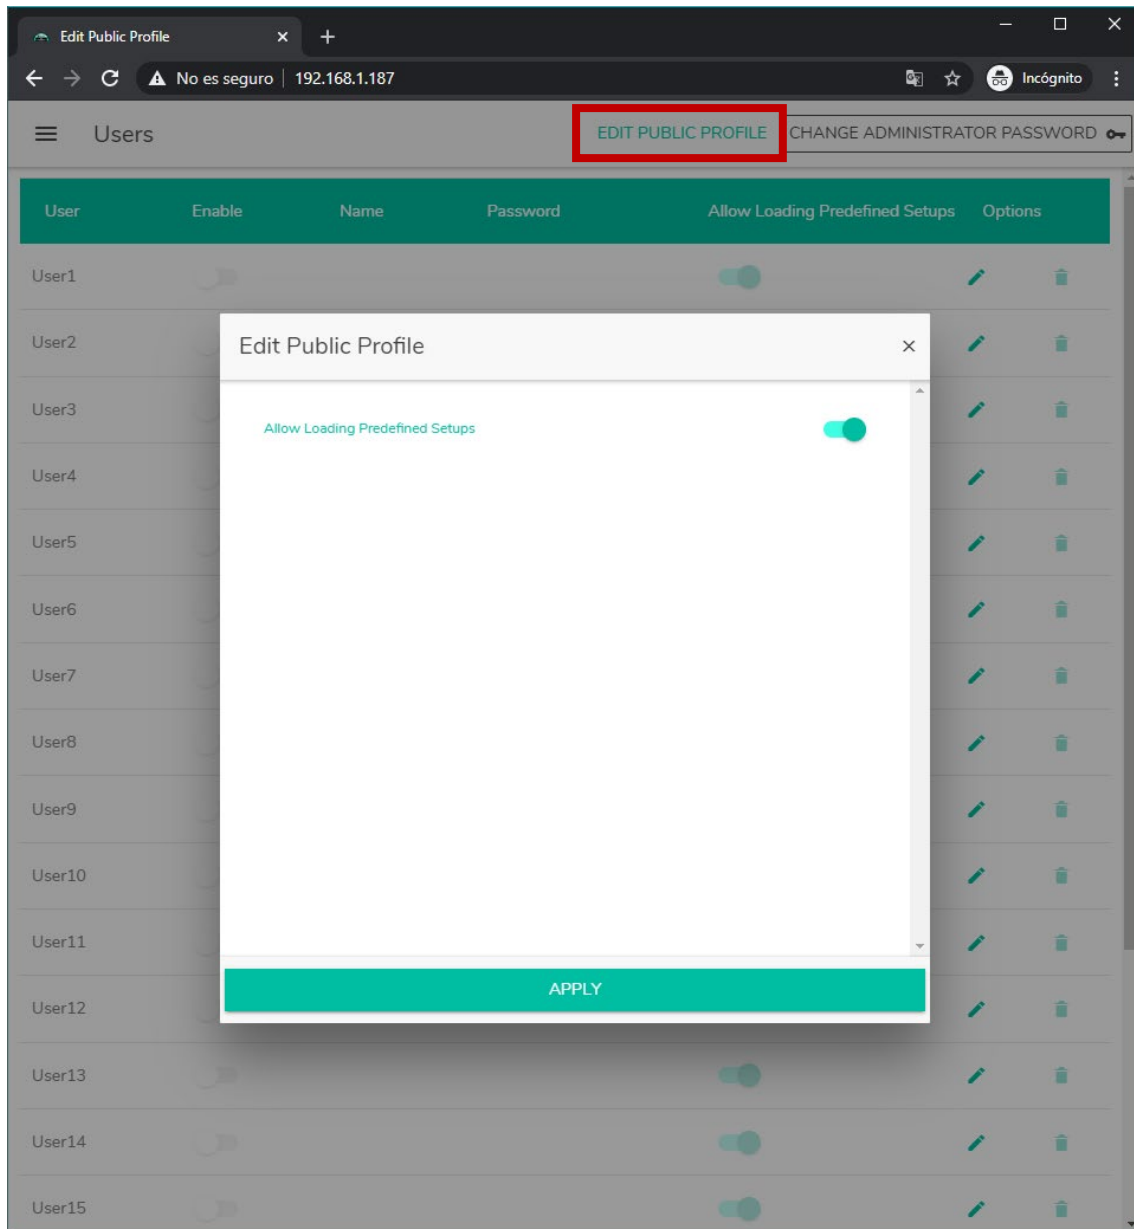 Edit Public Profile
No es seguro | 192.168.1.187 Incógnito
Users EDIT PUBLIC PROFILE CHANGE ADMINISTRATOR PASSWORD
User Enable Name Password Allow Loading Predefined Setups Options
User1
User2
Edit Public Profile
User3
Allow Loading Predefined Setups
User4
User5
User6
User7
User8
User9
User10
User11
APPLY
User12
User13
User14
User15